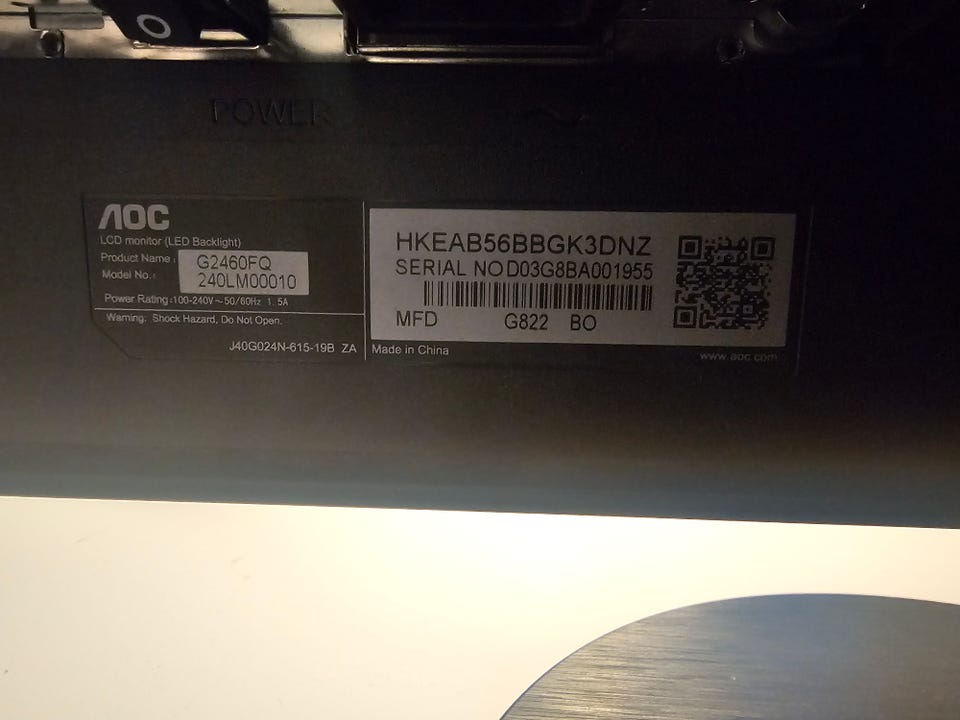 POWER
AOC
LCD monitor (LED Backlight)
Product Name : G2460FQ
Model No.: 240LM00010
Power Rating:100-240V~50/60Hz 1.5A
Warning: Shock Hazard, Do Not Open.
J40G024N-615-19B ZA
HKEAB56BBGK3DNZ
SERIAL NO D03G8BA001955
MFD G822 BO
Made in China
www.aoc.com